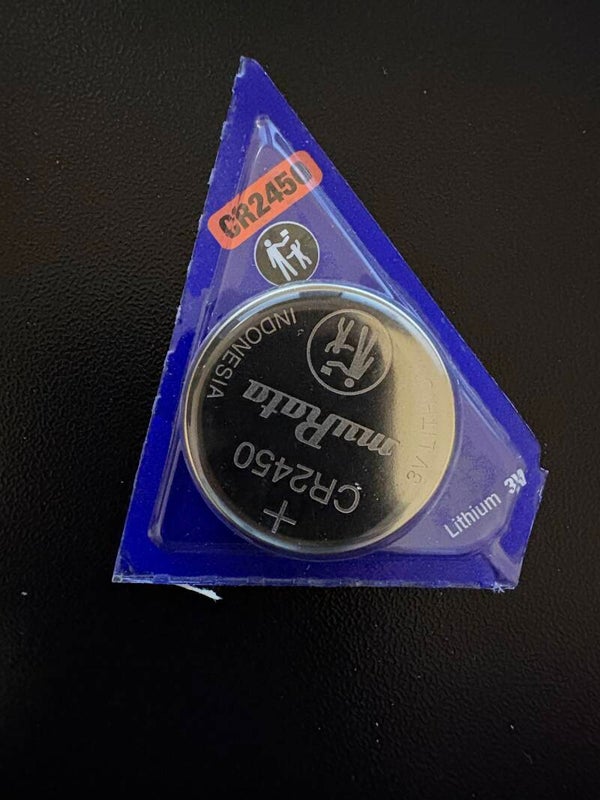 CR2450
INDONESIA
muRata
CR2450
+
3V LITHIUM
Lithium 3V